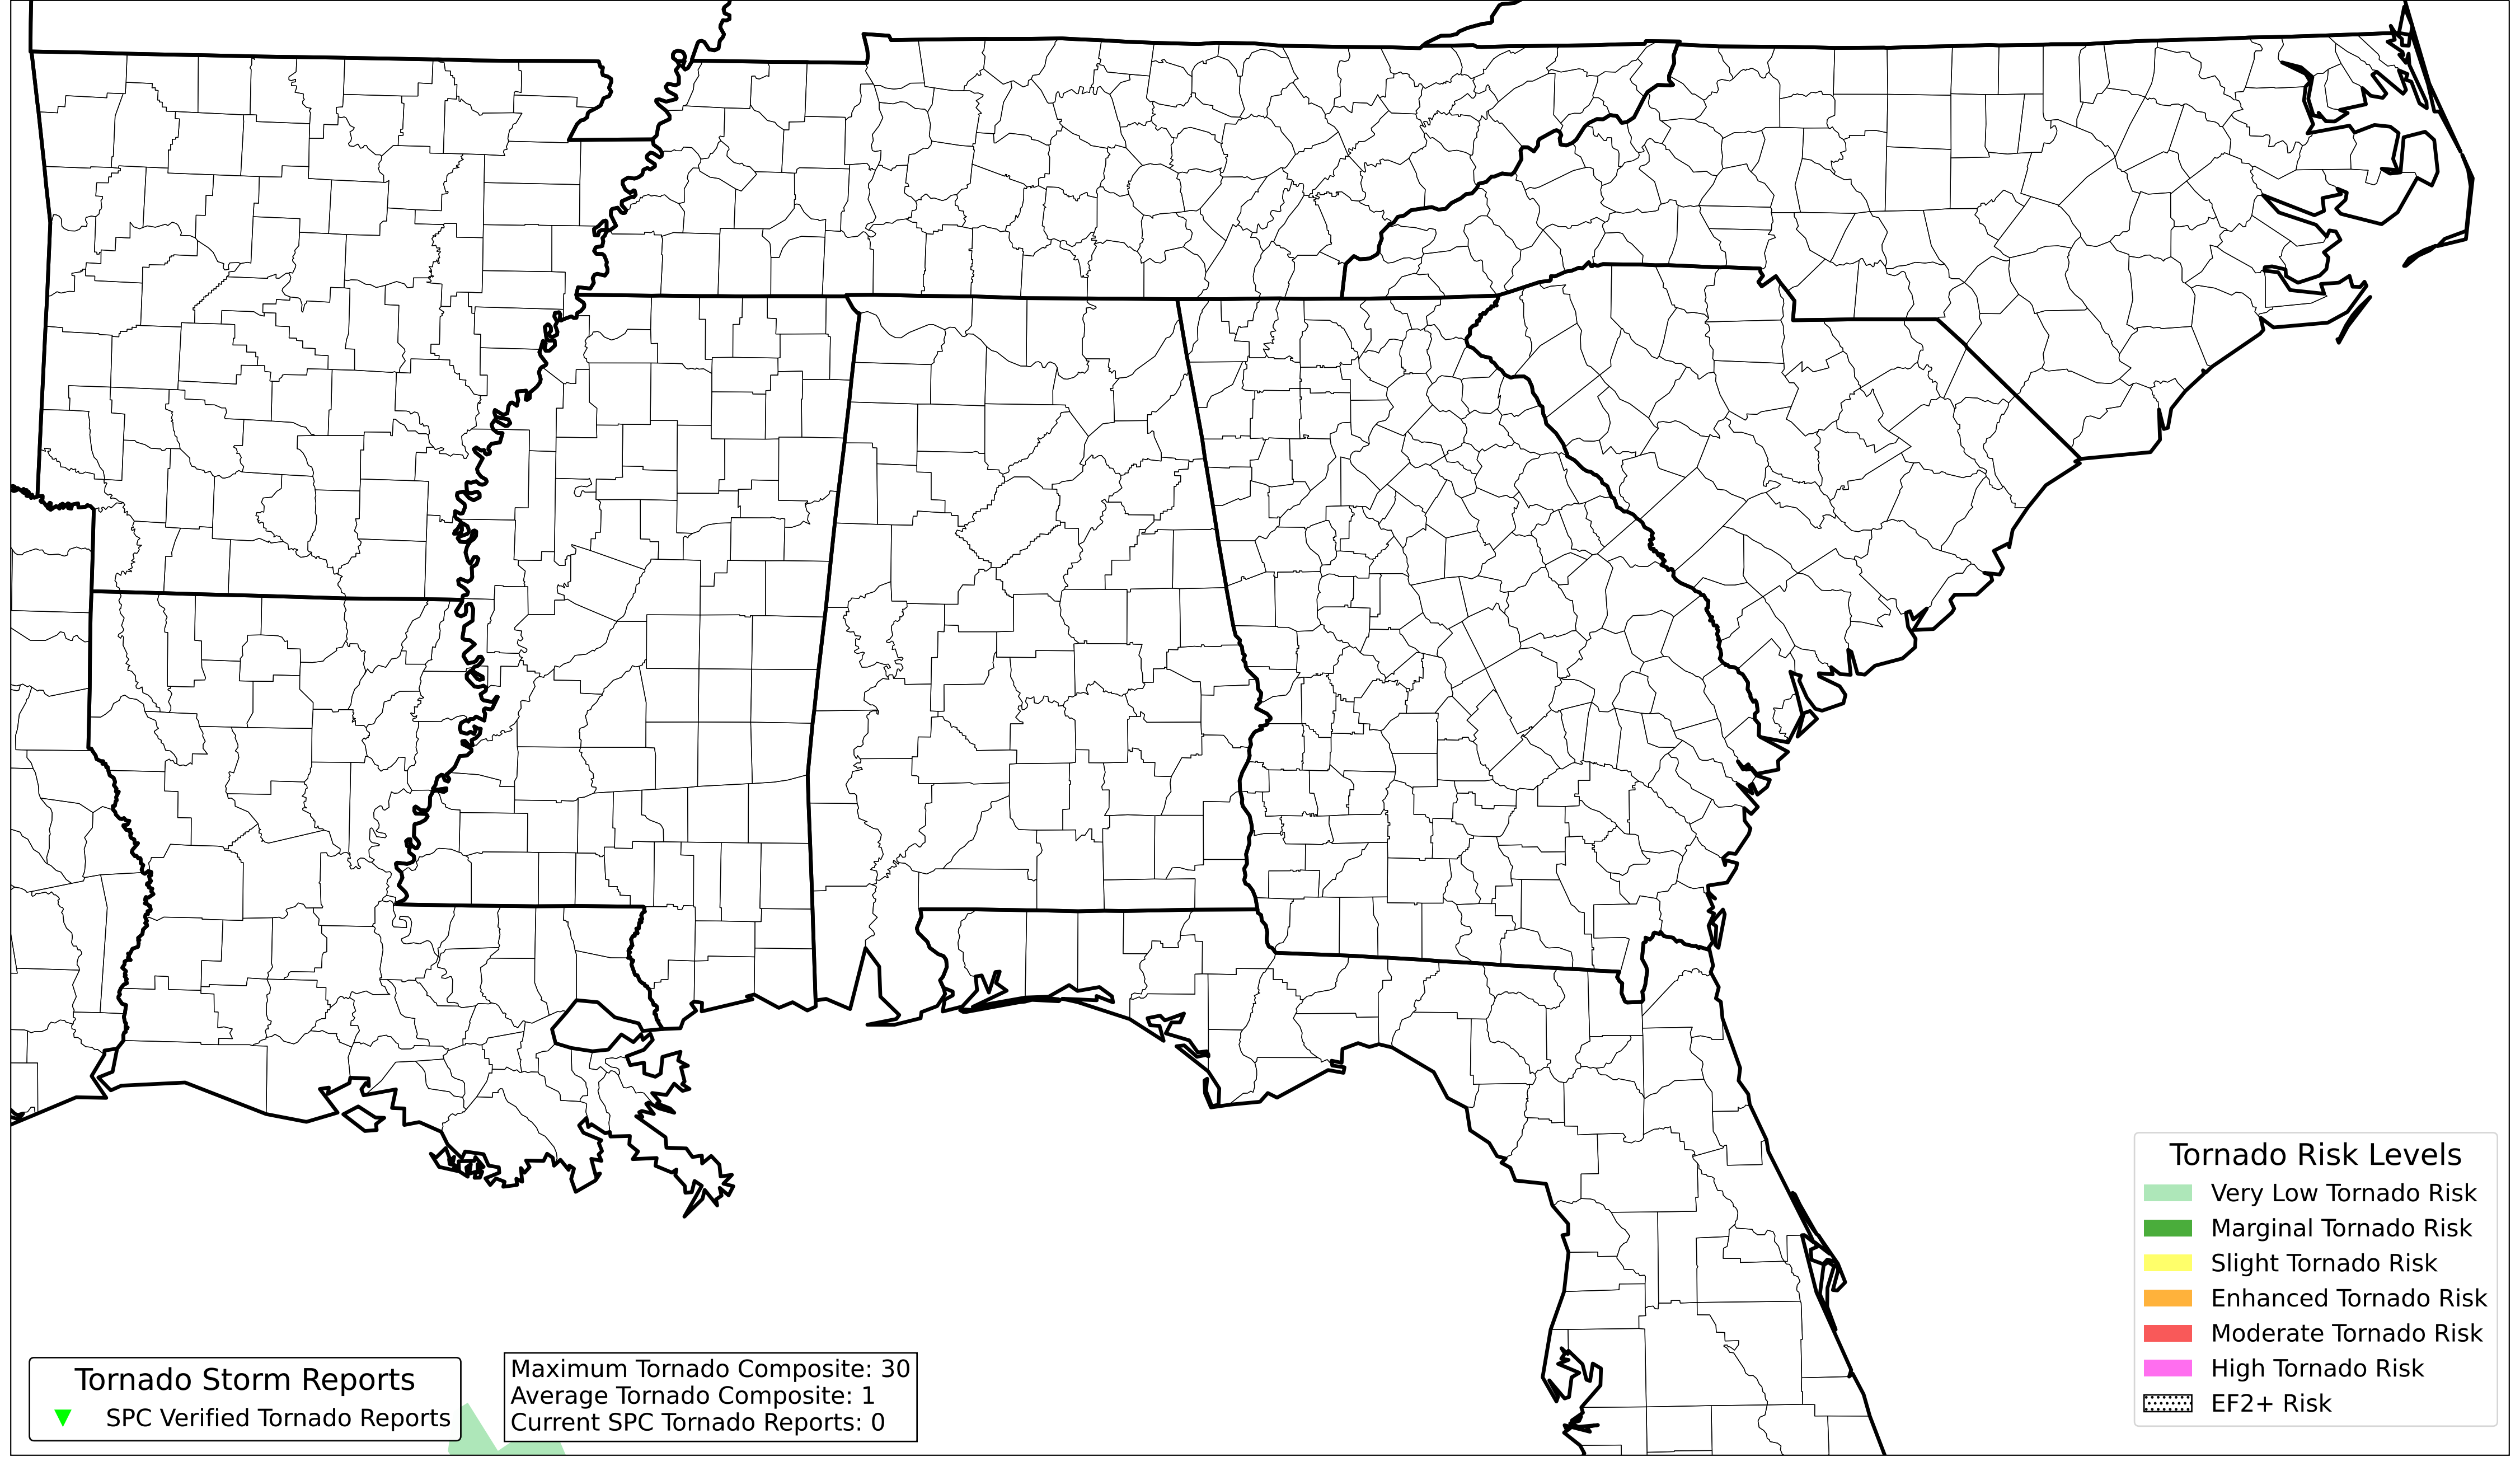 Tornado Risk Levels
Very Low Tornado Risk
Marginal Tornado Risk
Slight Tornado Risk
Enhanced Tornado Risk
Moderate Tornado Risk
High Tornado Risk
EF2+ Risk
Tornado Storm Reports
SPC Verified Tornado Reports
Maximum Tornado Composite: 30
Average Tornado Composite: 1
Current SPC Tornado Reports: 0